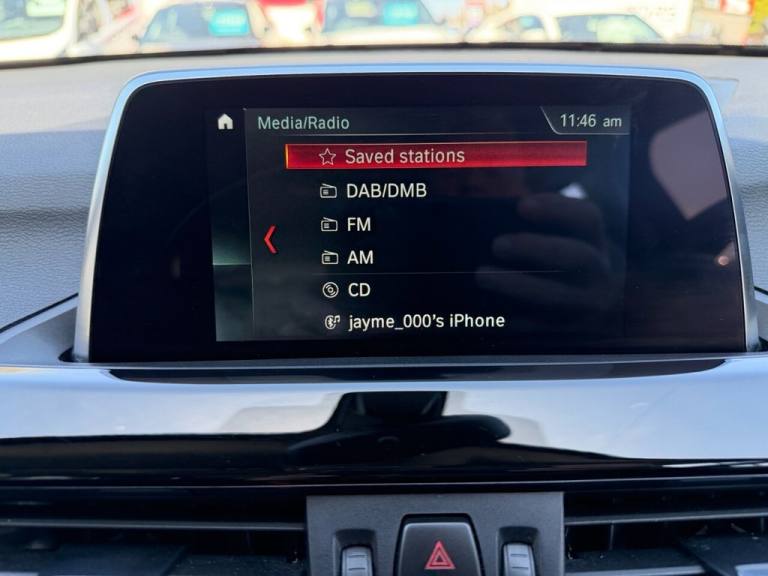 Media/Radio
11:46 am
Saved stations
DAB/DMB
FM
AM
CD
jayme_000's iPhone